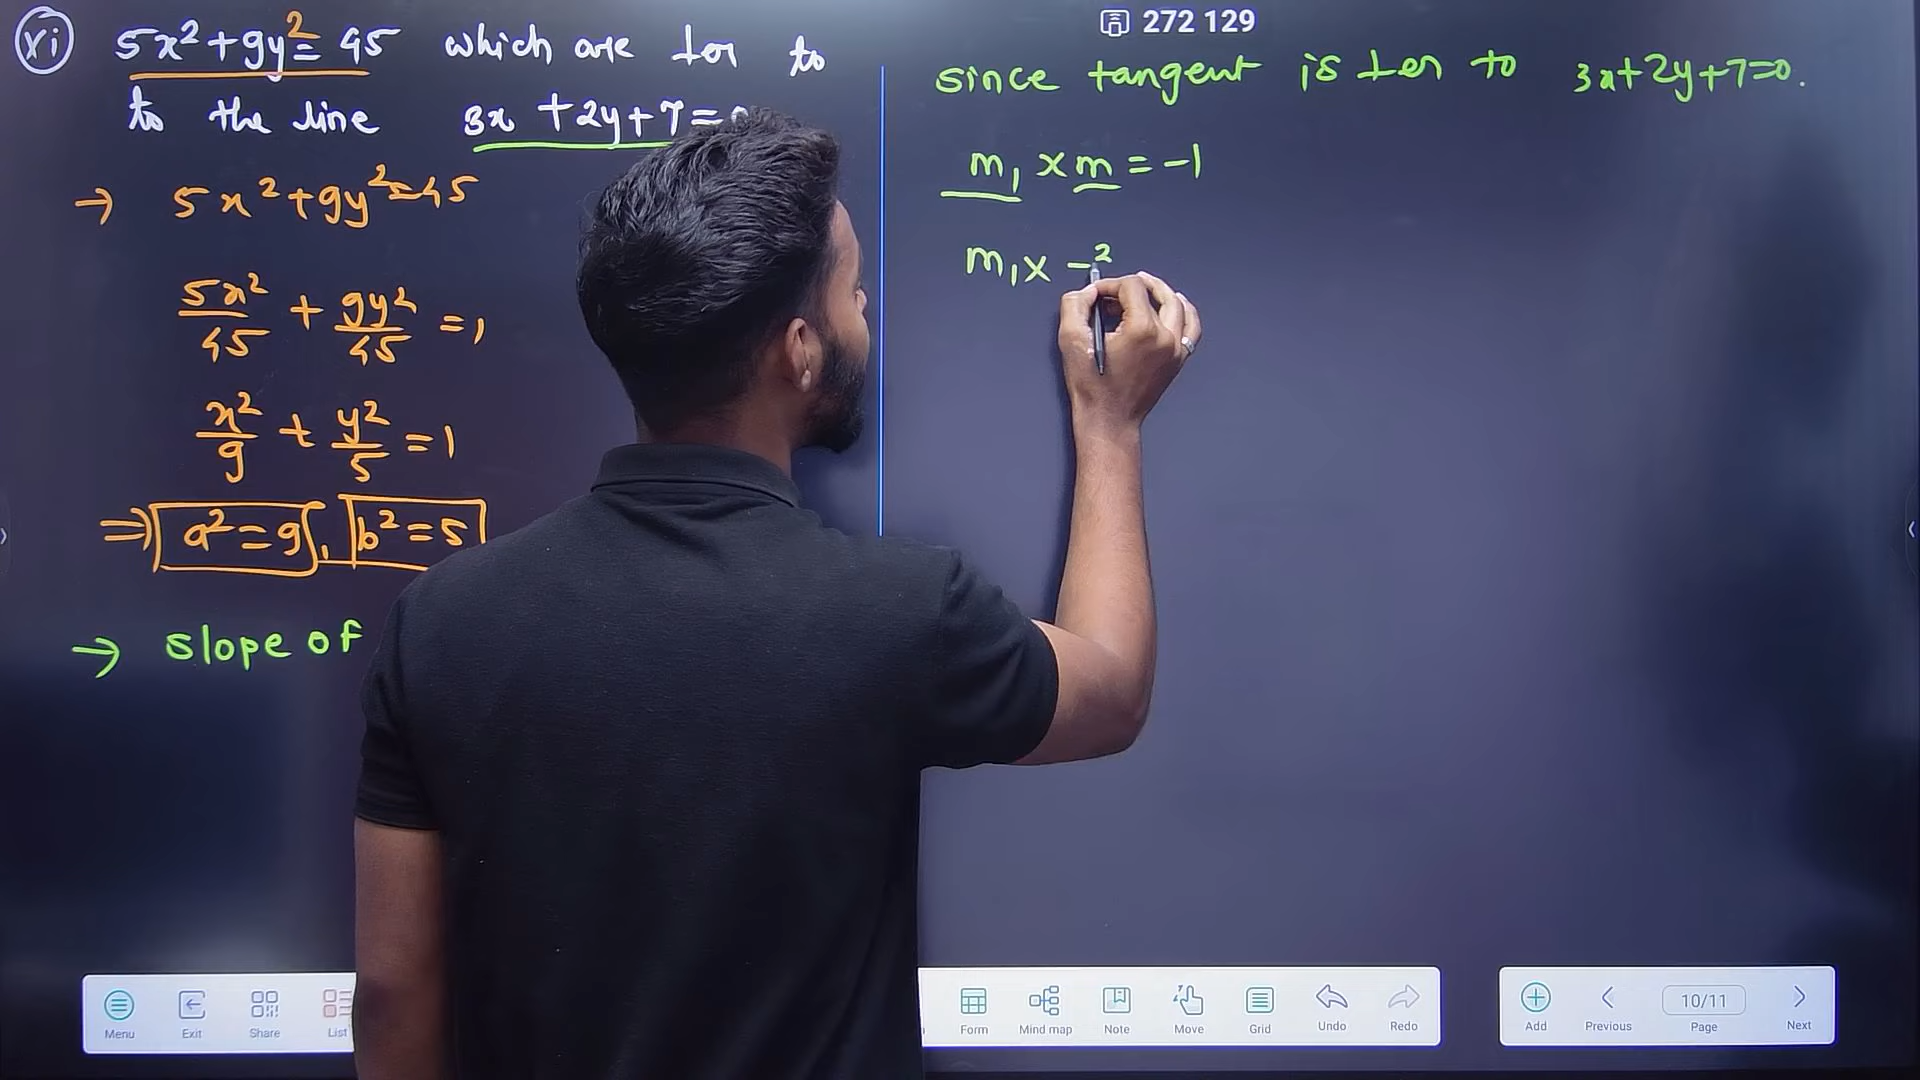 xi 5x²+9y²=45 which are ⊥er to
to the line 3x+2y+7=
→ 5x²+9y²=45
5x²/45 + 9y²/45 = 1
x²/9 + y²/5 = 1
⇒ a²=9, b²=5
→ slope of
272 129
since tangent is ⊥er to 3x+2y+7=0.
m₁ × m = -1
m₁ × -2
Menu Exit Share List Form Mind map Note Move Grid Undo Redo
Add Previous 10/11 Page Next